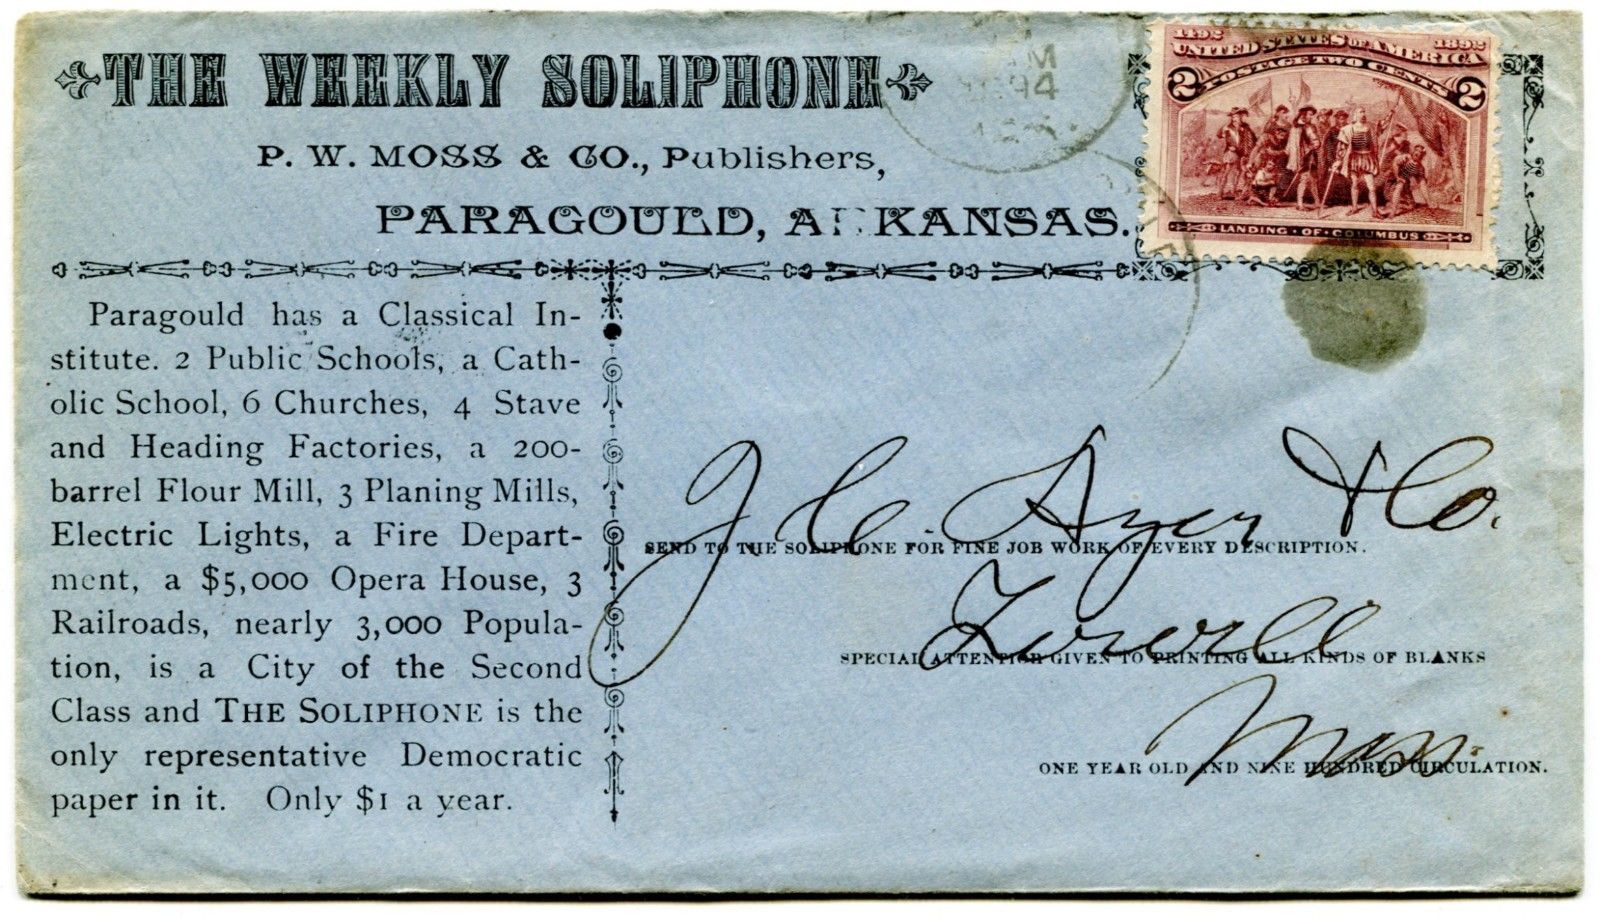 THE WEEKLY SOLIPHONE
P. W. MOSS & CO., Publishers,
PARAGOULD, ARKANSAS.
M
94
1492 1892
UNITED STATES OF AMERICA
POSTAGE TWO CENTS
2 2
LANDING · OF · COLUMBUS
Paragould has a Classical In-
stitute. 2 Public Schools, a Cath-
olic School, 6 Churches, 4 Stave
and Heading Factories, a 200-
barrel Flour Mill, 3 Planing Mills,
Electric Lights, a Fire Depart-
ment, a $5,000 Opera House, 3
Railroads, nearly 3,000 Popula-
tion, is a City of the Second
Class and THE SOLIPHONE is the
only representative Democratic
paper in it. Only $1 a year.
J. C. Ayer & Co.
SEND TO THE SOLIPHONE FOR FINE JOB WORK OF EVERY DESCRIPTION.
Lowell
SPECIAL ATTENTION GIVEN TO PRINTING ALL KINDS OF BLANKS
Mass.
ONE YEAR OLD AND NINE HUNDRED CIRCULATION.